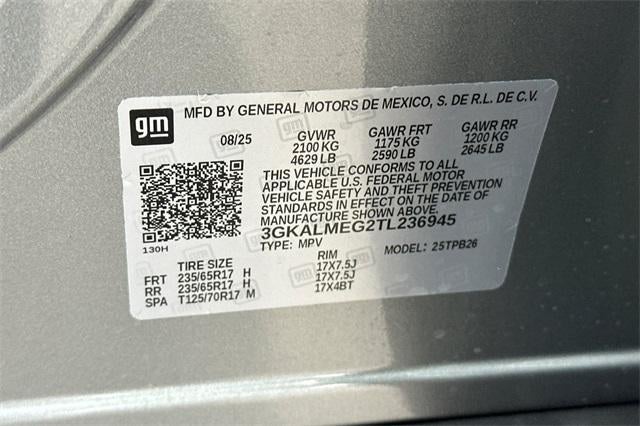 gm MFD BY GENERAL MOTORS DE MEXICO, S. DE R.L. DE C.V.
08/25 GVWR GAWR FRT GAWR RR
2100 KG 1175 KG 1200 KG
4629 LB 2590 LB 2645 LB
THIS VEHICLE CONFORMS TO ALL
APPLICABLE U.S. FEDERAL MOTOR
VEHICLE SAFETY AND THEFT PREVENTION
STANDARDS IN EFFECT ON THE DATE OF
MANUFACTURE SHOWN ABOVE.
3GKALMEG2TL236945
130H TYPE: MPV MODEL: 25TPB26
TIRE SIZE RIM
FRT 235/65R17 H 17X7.5J
RR 235/65R17 H 17X7.5J
SPA T125/70R17 M 17X4BT